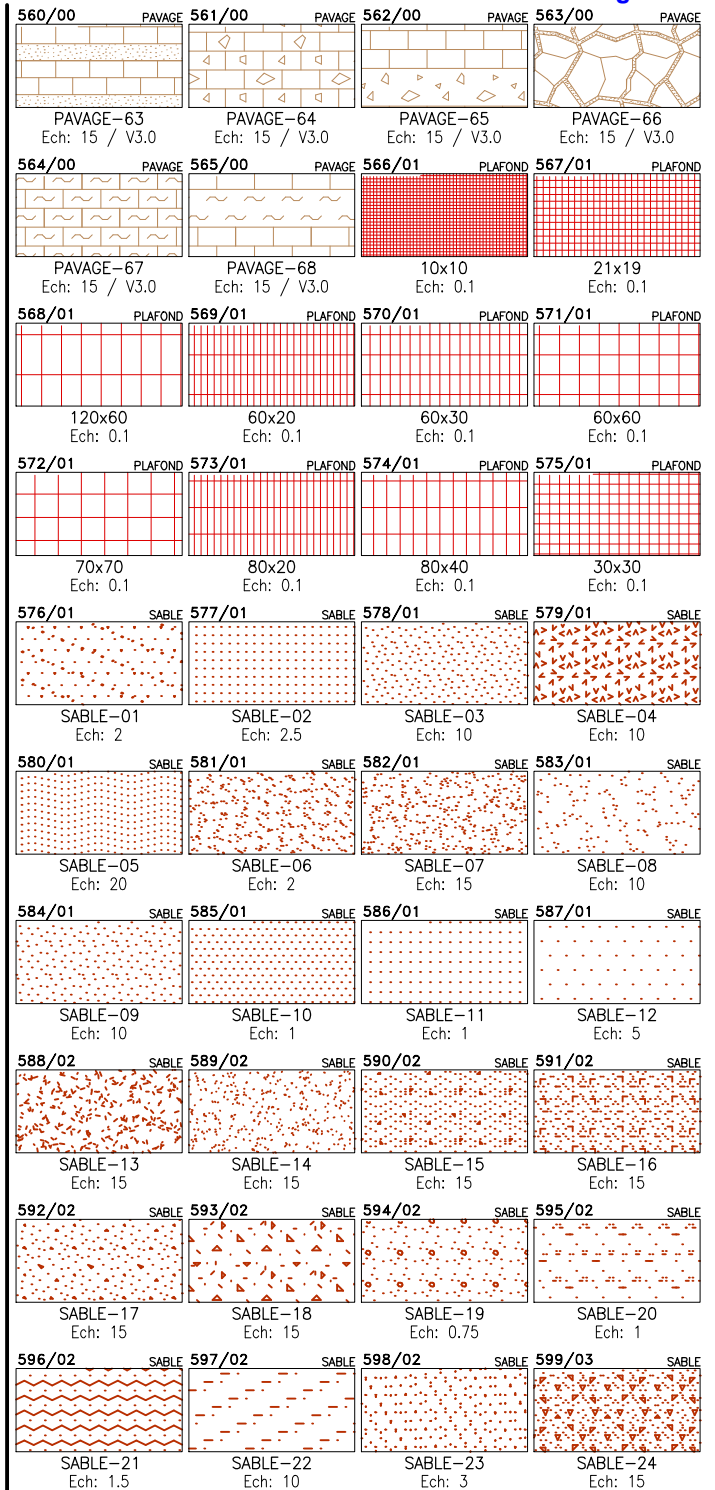 560/00 PAVAGE 561/00 PAVAGE 562/00 PAVAGE 563/00 PAVAGE
PAVAGE-63 PAVAGE-64 PAVAGE-65 PAVAGE-66
Ech: 15 / V3.0 Ech: 15 / V3.0 Ech: 15 / V3.0 Ech: 15 / V3.0
564/00 PAVAGE 565/00 PAVAGE 566/01 PLAFOND 567/01 PLAFOND
PAVAGE-67 PAVAGE-68 10x10 21x19
Ech: 15 / V3.0 Ech: 15 / V3.0 Ech: 0.1 Ech: 0.1
568/01 PLAFOND 569/01 PLAFOND 570/01 PLAFOND 571/01 PLAFOND
120x60 60x20 60x30 60x60
Ech: 0.1 Ech: 0.1 Ech: 0.1 Ech: 0.1
572/01 PLAFOND 573/01 PLAFOND 574/01 PLAFOND 575/01 PLAFOND
70x70 80x20 80x40 30x30
Ech: 0.1 Ech: 0.1 Ech: 0.1 Ech: 0.1
576/01 SABLE 577/01 SABLE 578/01 SABLE 579/01 SABLE
SABLE-01 SABLE-02 SABLE-03 SABLE-04
Ech: 2 Ech: 2.5 Ech: 10 Ech: 10
580/01 SABLE 581/01 SABLE 582/01 SABLE 583/01 SABLE
SABLE-05 SABLE-06 SABLE-07 SABLE-08
Ech: 20 Ech: 2 Ech: 15 Ech: 10
584/01 SABLE 585/01 SABLE 586/01 SABLE 587/01 SABLE
SABLE-09 SABLE-10 SABLE-11 SABLE-12
Ech: 10 Ech: 1 Ech: 1 Ech: 5
588/02 SABLE 589/02 SABLE 590/02 SABLE 591/02 SABLE
SABLE-13 SABLE-14 SABLE-15 SABLE-16
Ech: 15 Ech: 15 Ech: 15 Ech: 15
592/02 SABLE 593/02 SABLE 594/02 SABLE 595/02 SABLE
SABLE-17 SABLE-18 SABLE-19 SABLE-20
Ech: 15 Ech: 15 Ech: 0.75 Ech: 1
596/02 SABLE 597/02 SABLE 598/02 SABLE 599/03 SABLE
SABLE-21 SABLE-22 SABLE-23 SABLE-24
Ech: 1.5 Ech: 10 Ech: 3 Ech: 15